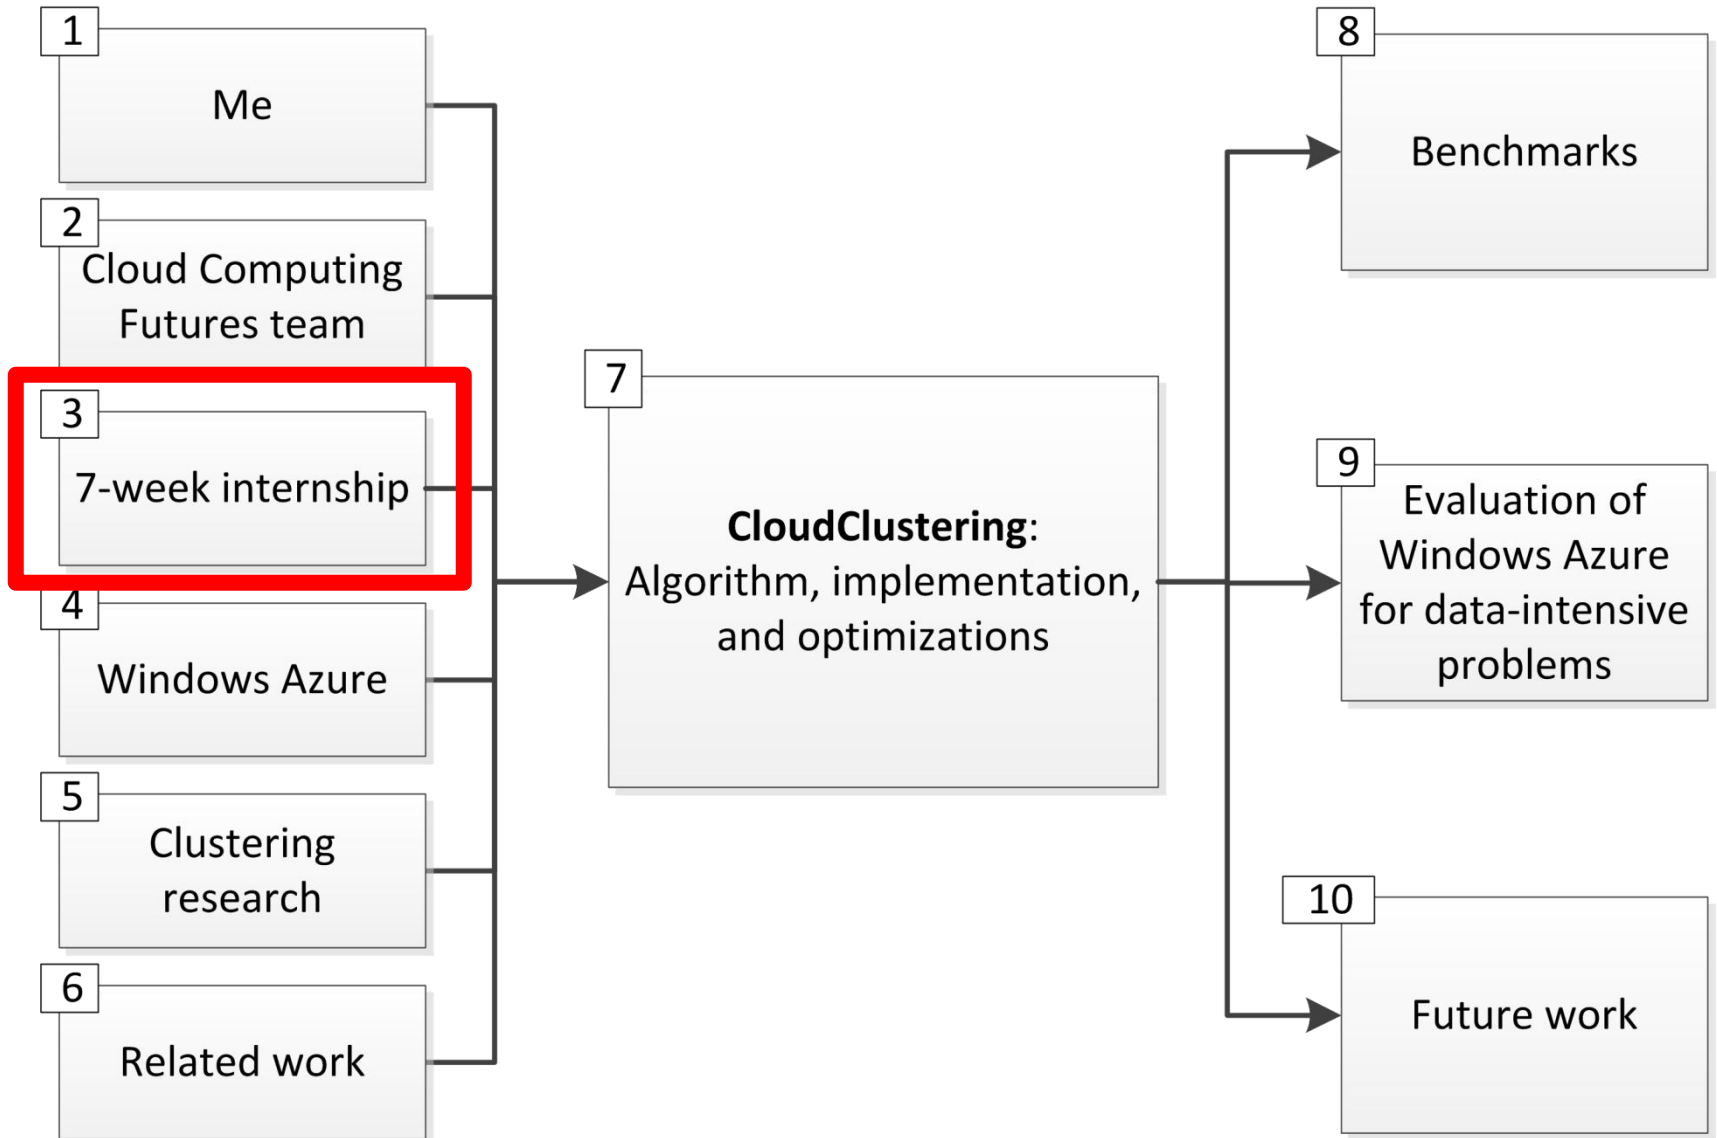 1
Me
2
Cloud Computing
Futures team
3
7-week internship
4
Windows Azure
5
Clustering
research
6
Related work
7
CloudClustering:
Algorithm, implementation,
and optimizations
8
Benchmarks
9
Evaluation of
Windows Azure
for data-intensive
problems
10
Future work